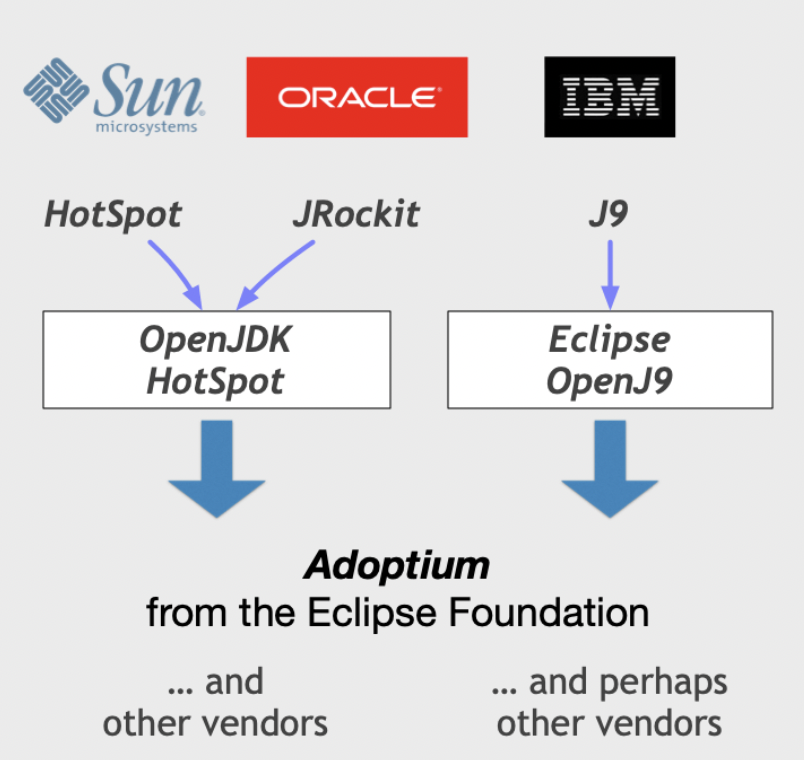 Sun
microsystems
ORACLE
IBM
HotSpot
JRockit
J9
OpenJDK
HotSpot
Eclipse
OpenJ9
Adoptium
from the Eclipse Foundation
... and
other vendors
... and perhaps
other vendors